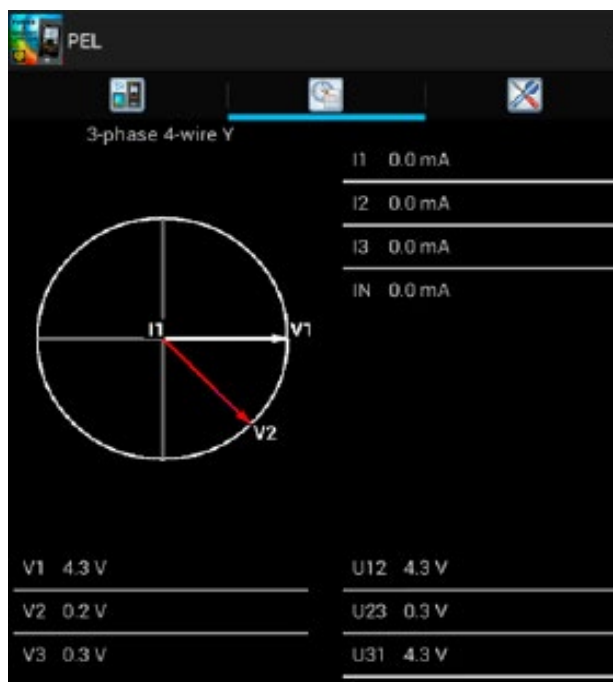 PEL
3-phase 4-wire Y
I1 0.0 mA
I2 0.0 mA
I3 0.0 mA
IN 0.0 mA
I1
V1
V2
V1 4.3 V
V2 0.2 V
V3 0.3 V
U12 4.3 V
U23 0.3 V
U31 4.3 V